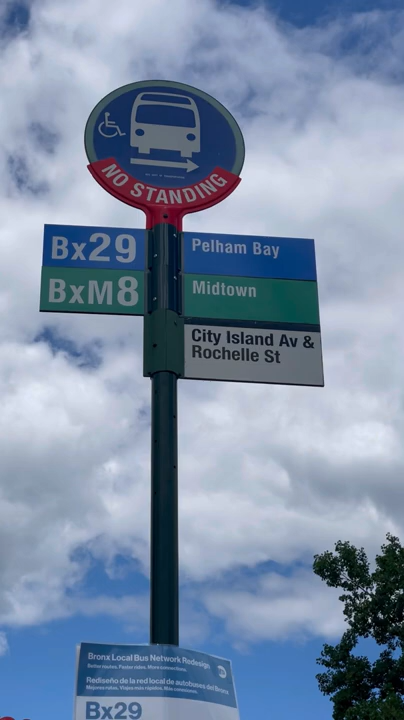 NO STANDING
Bx29
Pelham Bay
BxM8
Midtown
City Island Av &
Rochelle St
Bronx Local Bus Network Redesign
Better routes. Faster rides. More connections.
Rediseño de la red local de autobuses del Bronx
Mejores rutas. Viajes más rápidos. Más conexiones.
Bx29